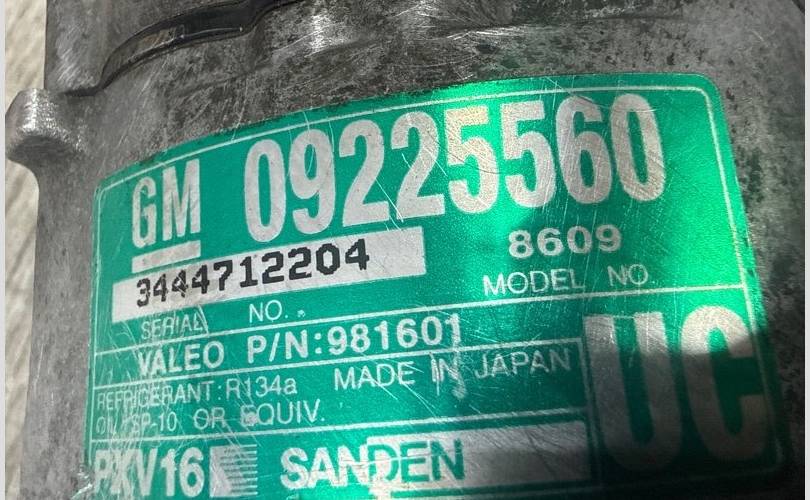 GM 09225560
3444712204 8609
SERIAL NO. MODEL NO.
VALEO P/N:981601
REFRIGERANT:R134a MADE IN JAPAN
OIL:SP-10 OR EQUIV. UC
PXV16 SANDEN